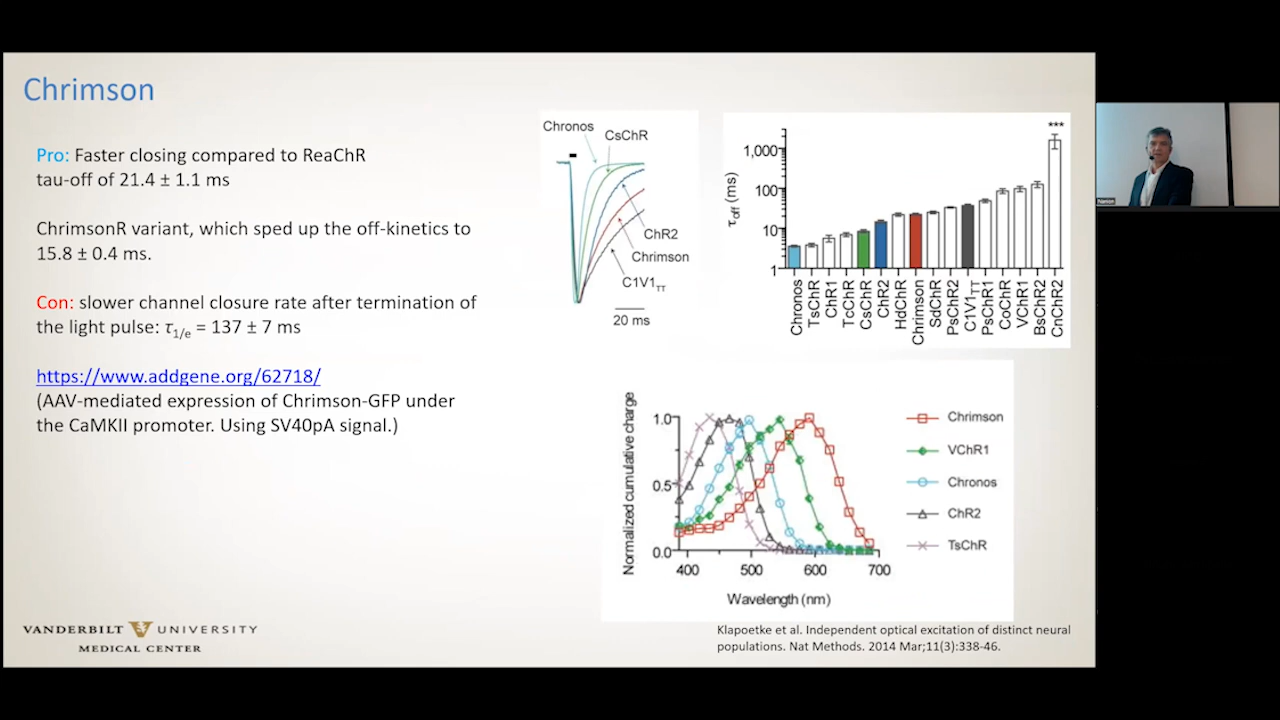 Chrimson
Pro: Faster closing compared to ReaChR
tau-off of 21.4 ± 1.1 ms
ChrimsonR variant, which sped up the off-kinetics to
15.8 ± 0.4 ms.
Con: slower channel closure rate after termination of
the light pulse: τ1/e = 137 ± 7 ms
https://www.addgene.org/62718/
(AAV-mediated expression of Chrimson-GFP under
the CaMKII promoter. Using SV40pA signal.)
Chronos
CsChR
ChR2
Chrimson
C1V1TT
20 ms
***
τoff (ms)
1,000
100
10
1
Chronos
TsChR
ChR1
TcChR
CsChR
ChR2
HdChR
Chrimson
SdChR
PsChR2
C1V1TT
PsChR1
CoChR
VChR1
BsChR2
CnChR2
Normalized cumulative charge
1.0
0.5
0.0
400 500 600 700
Wavelength (nm)
Chrimson
VChR1
Chronos
ChR2
TsChR
Klapoetke et al. Independent optical excitation of distinct neural
populations. Nat Methods. 2014 Mar;11(3):338-46.
VANDERBILT UNIVERSITY
MEDICAL CENTER